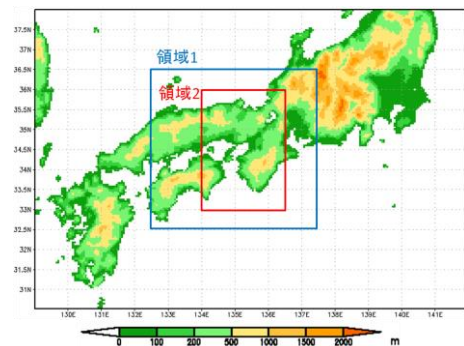 領域1
領域2
37.5N
37N
36.5N
36N
35.5N
35N
34.5N
34N
33.5N
33N
32.5N
32N
31.5N
31N
130E 131E 132E 133E 134E 135E 136E 137E 138E 139E 140E 141E
0 100 200 500 1000 1500 2000 m